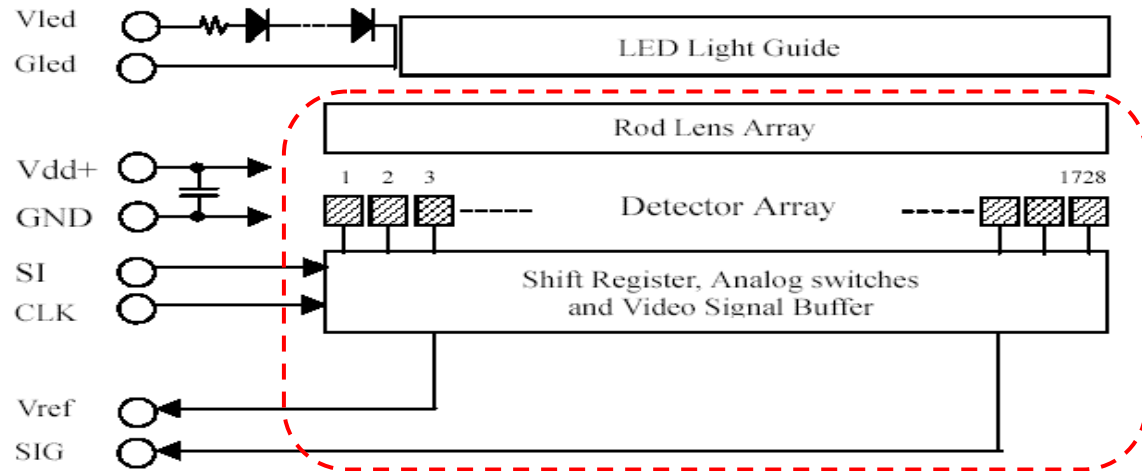 Vled
LED Light Guide
Gled
Rod Lens Array
Vdd+
1 2 3 1728
Detector Array
GND
SI
Shift Register, Analog switches
and Video Signal Buffer
CLK
Vref
SIG